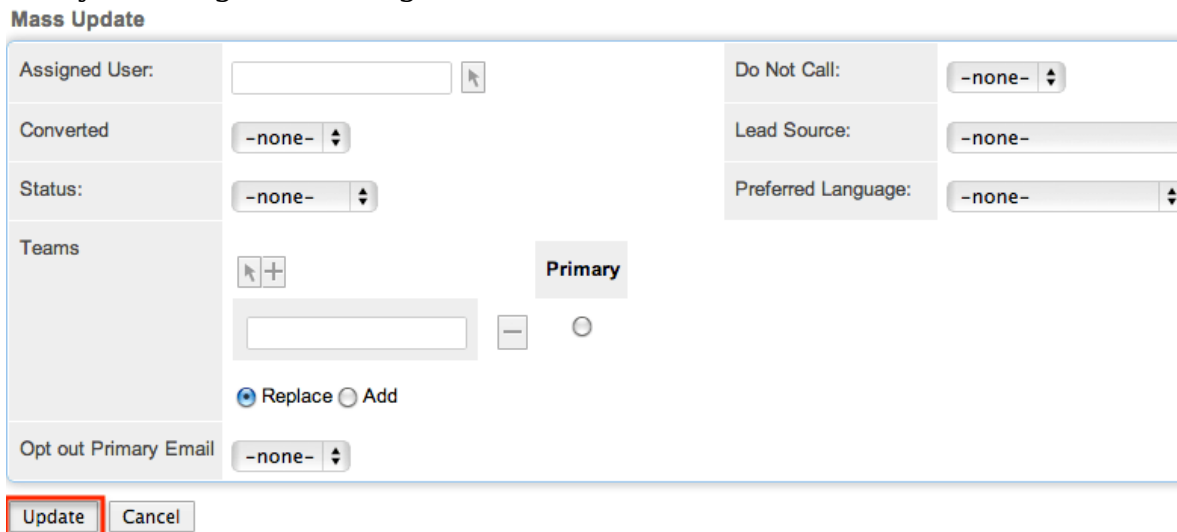 Mass Update
Assigned User:
Do Not Call:
-none-
Converted
-none-
Lead Source:
-none-
Status:
-none-
Preferred Language:
-none-
Teams
Primary
Replace Add
Opt out Primary Email
-none-
Update Cancel